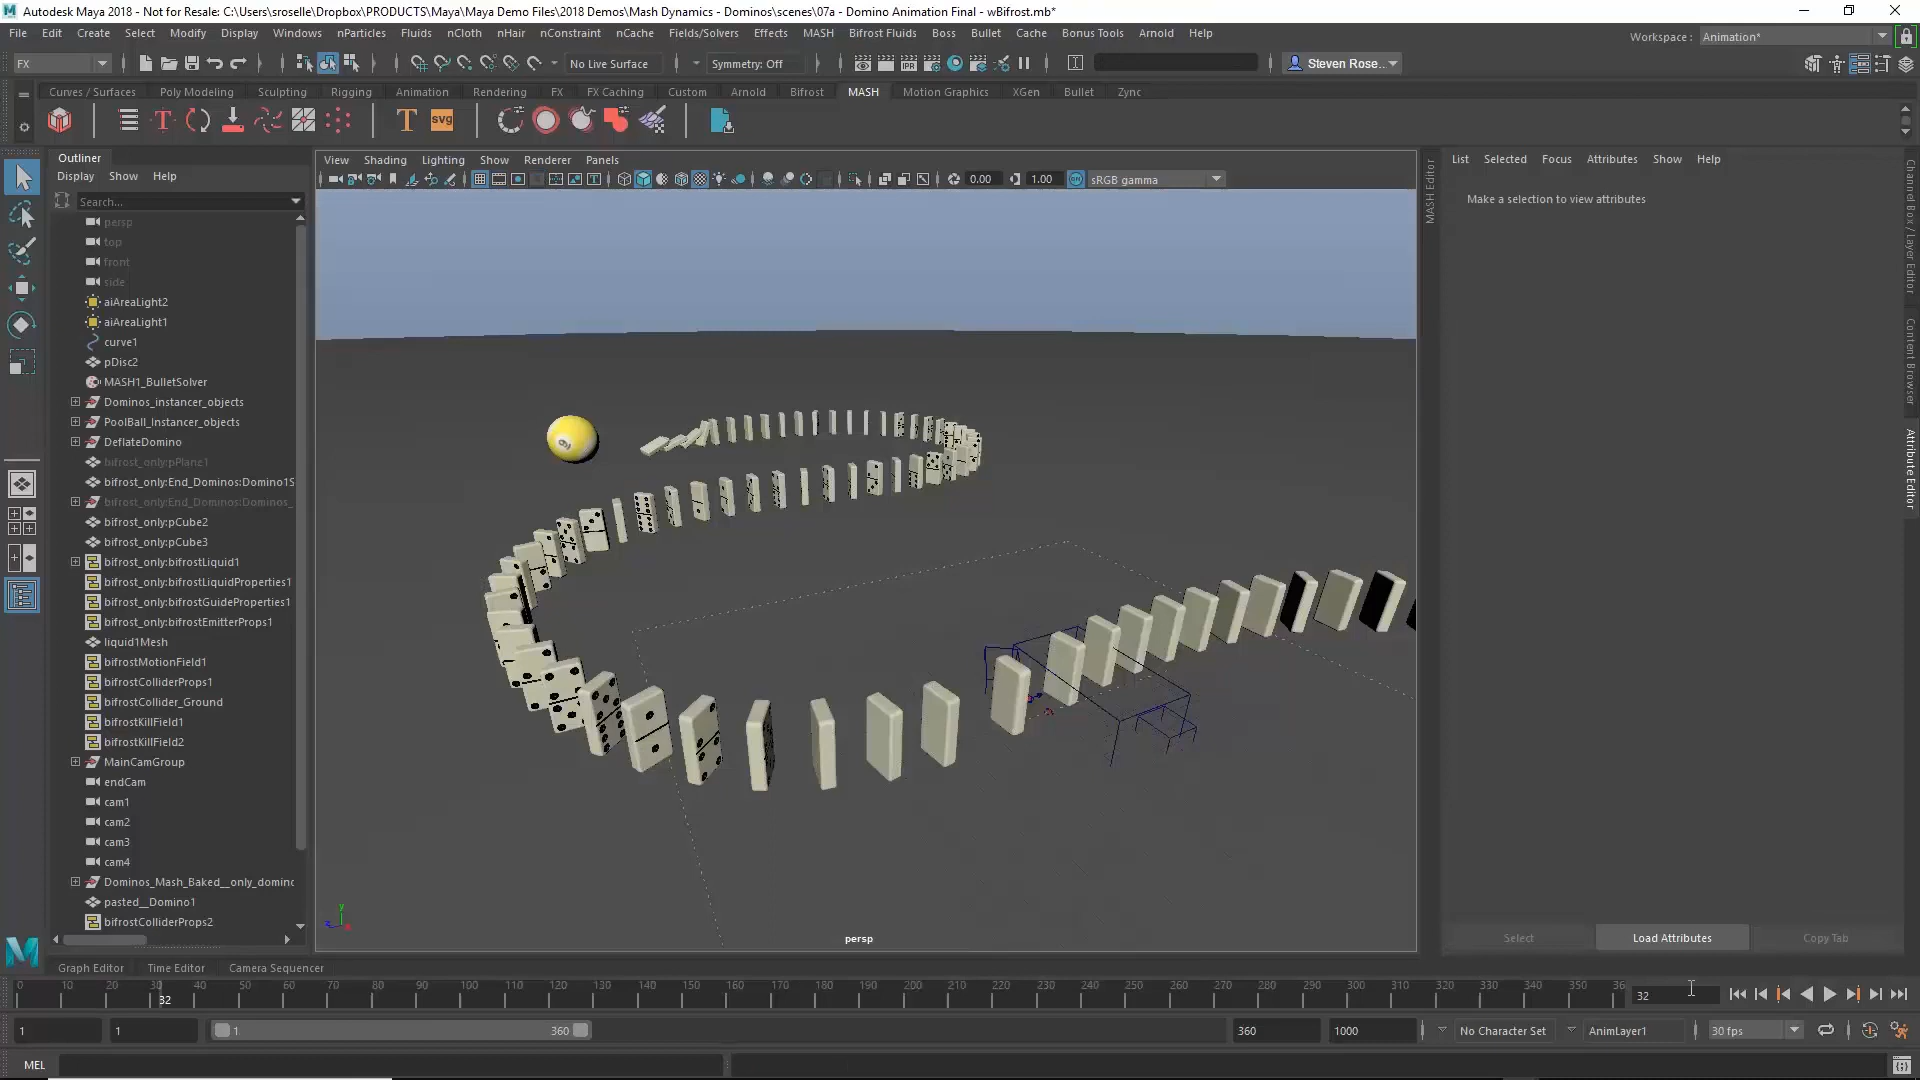 Autodesk Maya 2018 - Not for Resale: C:\Users\sroselle\Dropbox\PRODUCTS\Maya\Maya Demo Files\2018 Demos\Mash Dynamics - Dominos\scenes\07a - Domino Animation Final - wBifrost.mb*
File Edit Create Select Modify Display Windows nParticles Fluids nCloth nHair nConstraint nCache Fields/Solvers Effects MASH Bifrost Fluids Boss Bullet Cache Bonus Tools Arnold Help
Workspace : Animation*
FX No Live Surface Symmetry: Off Steven Rose..
Curves / Surfaces Poly Modeling Sculpting Rigging Animation Rendering FX FX Caching Custom Arnold Bifrost MASH Motion Graphics XGen Bullet Zync
T T svg
Outliner
Display Show Help
Search...
persp
top
front
side
aiAreaLight2
aiAreaLight1
curve1
pDisc2
MASH1_BulletSolver
Dominos_instancer_objects
PoolBall_Instancer_objects
DeflateDomino
bifrost_only:pPlane1
bifrost_only:End_Dominos:Domino1S
bifrost_only:End_Dominos:Dominos_
bifrost_only:pCube2
bifrost_only:pCube3
bifrost_only:bifrostLiquid1
bifrost_only:bifrostLiquidProperties1
bifrost_only:bifrostGuideProperties1
bifrost_only:bifrostEmitterProps1
liquid1Mesh
bifrostMotionField1
bifrostColliderProps1
bifrostCollider_Ground
bifrostKillField1
bifrostKillField2
MainCamGroup
endCam
cam1
cam2
cam3
cam4
Dominos_Mash_Baked__only_domino
pasted__Domino1
bifrostColliderProps2
View Shading Lighting Show Renderer Panels
0.00 1.00 sRGB gamma
persp
MASH Editor
List Selected Focus Attributes Show Help
Make a selection to view attributes
Select Load Attributes Copy Tab
Channel Box / Layer Editor
Content Browser
Attribute Editor
Graph Editor Time Editor Camera Sequencer
0 10 20 30 40 50 60 70 80 90 100 110 120 130 140 150 160 170 180 190 200 210 220 230 240 250 260 270 280 290 300 310 320 330 340 350 36
32 32
1 1 1 360 360 1000 No Character Set AnimLayer1 30 fps
MEL